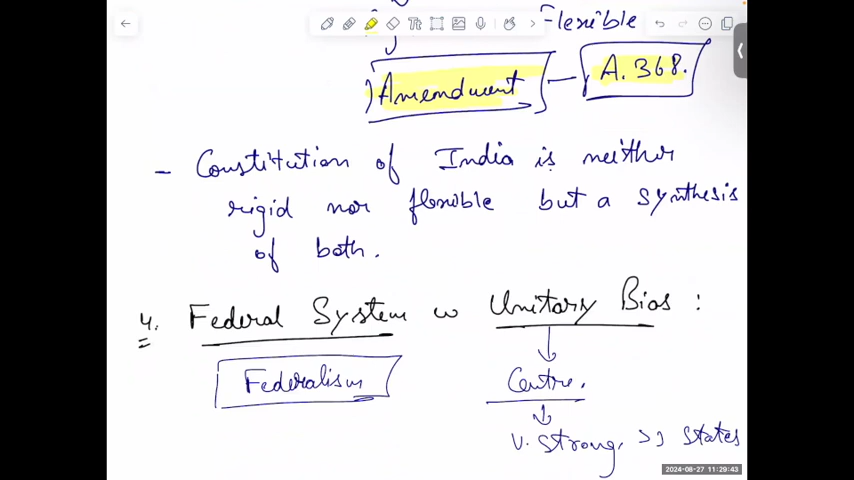 Flexible
Amendment — A. 368.
- Constitution of India is neither
rigid nor flexible but a synthesis
of both.
4. Federal System w Unitary Bias :
Federalism
Centre.
V. Strong >> States
2024-08-27 11:29:43